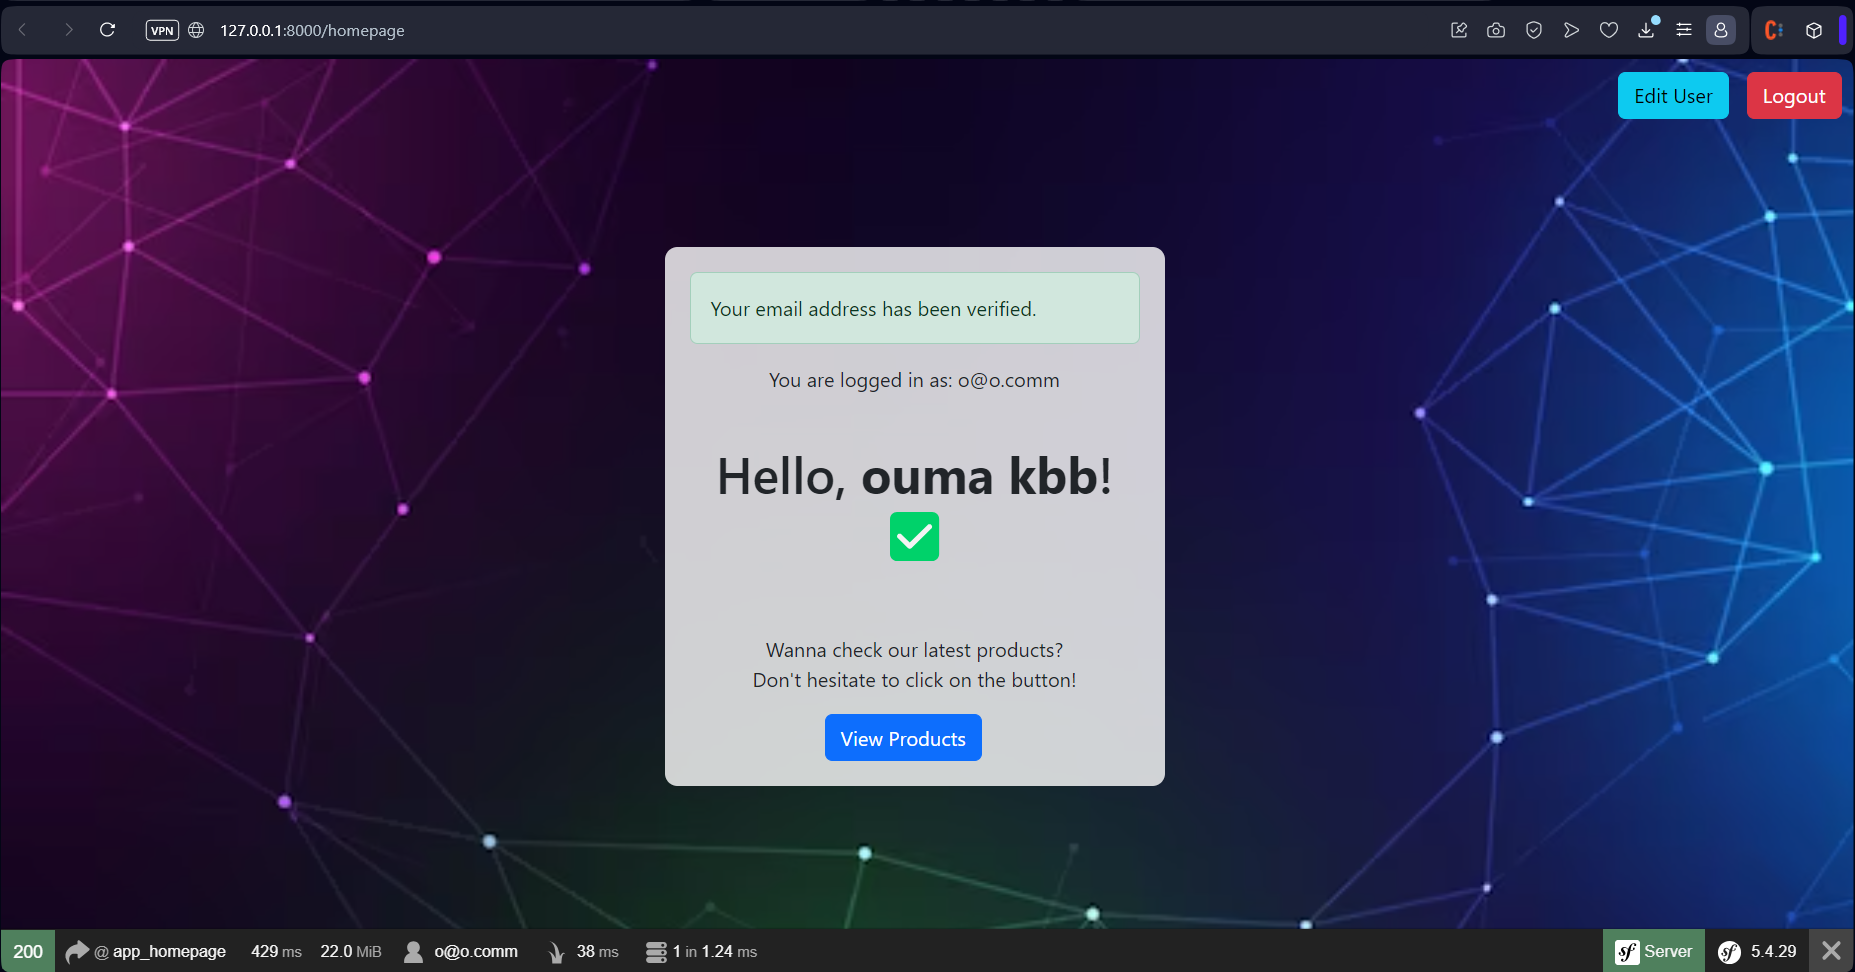 VPN 127.0.0.1:8000/homepage
Edit User Logout
Your email address has been verified.
You are logged in as: o@o.comm
Hello, ouma kbb!
Wanna check our latest products?
Don't hesitate to click on the button!
View Products
200 @ app_homepage 429 ms 22.0 MiB o@o.comm 38 ms 1 in 1.24 ms sf Server sf 5.4.29